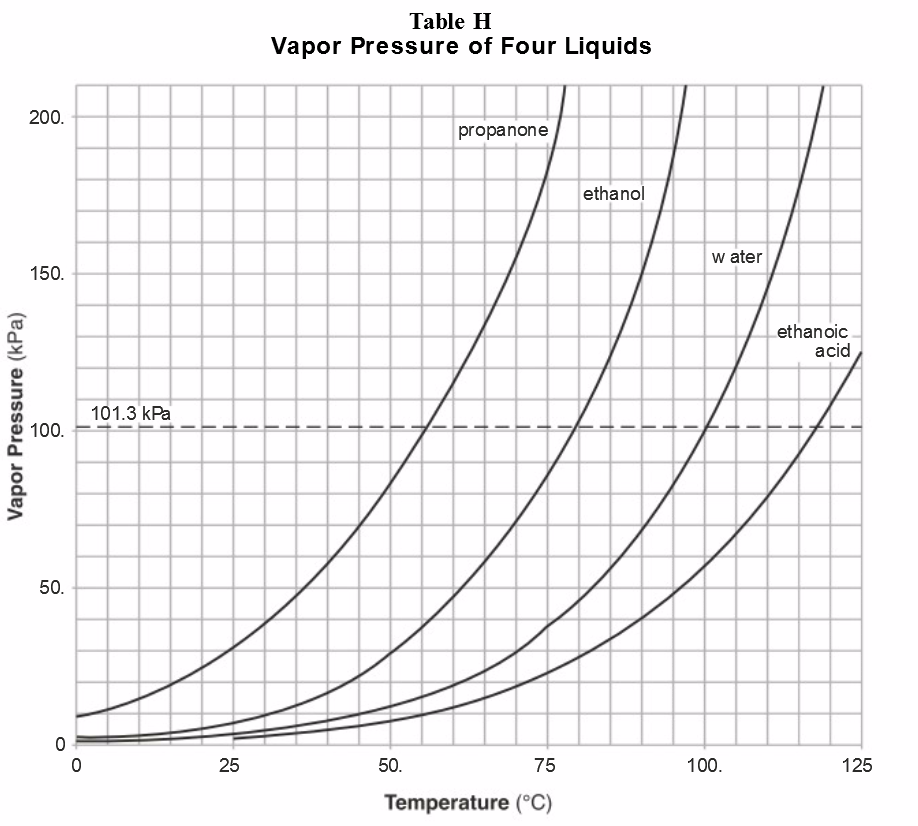 Table H
Vapor Pressure of Four Liquids
200.
propanone
ethanol
w ater
150.
ethanoic
acid
101.3 kPa
100.
Vapor Pressure (kPa)
50.
0
0 25 50. 75 100. 125
Temperature (°C)